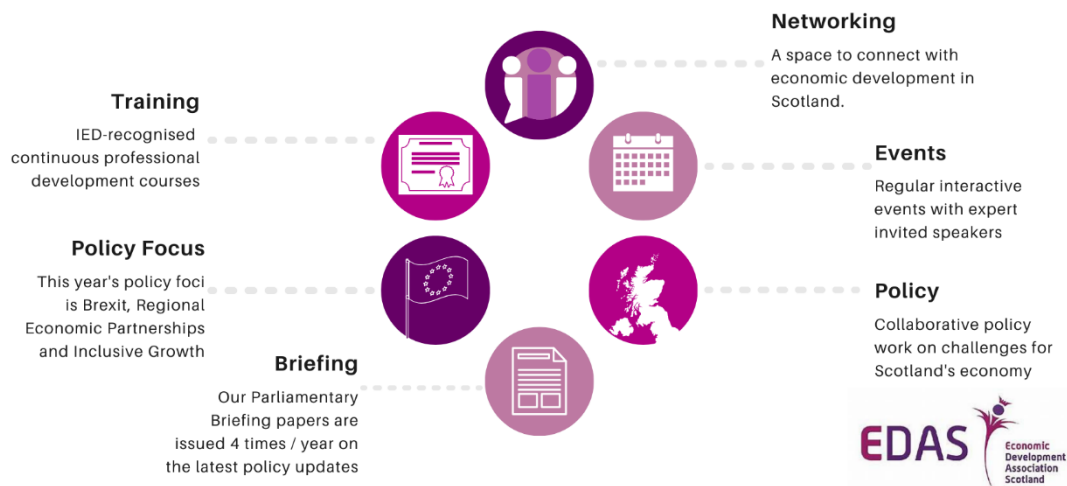 Networking
A space to connect with
economic development in
Scotland.
Training
IED-recognised
continuous professional
development courses
Events
Regular interactive
events with expert
invited speakers
Policy Focus
This year's policy foci
is Brexit, Regional
Economic Partnerships
and Inclusive Growth
Policy
Collaborative policy
work on challenges for
Scotland's economy
Briefing
Our Parliamentary
Briefing papers are
issued 4 times / year on
the latest policy updates
EDAS
Economic
Development
Association
Scotland